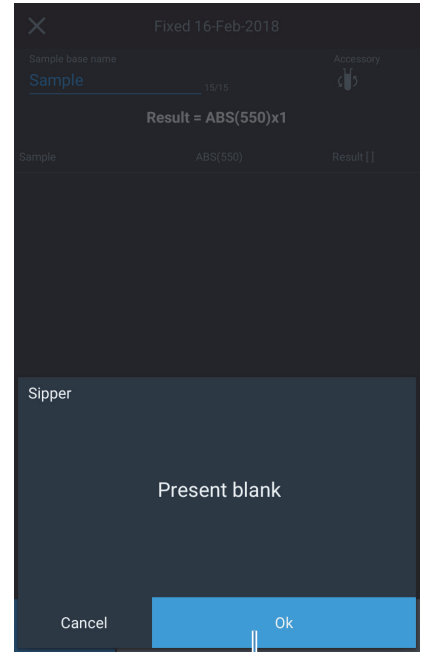 Fixed 16-Feb-2018
Sample base name
Accessory
Sample
15/15
Result = ABS(550)x1
Sample ABS(550) Result [ ]
Sipper
Present blank
Cancel Ok